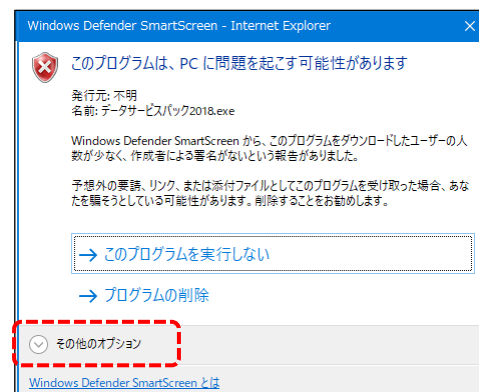 Windows Defender SmartScreen - Internet Explorer
このプログラムは、PC に問題を起こす可能性があります
発行元: 不明
名前: データサービスパック2018.exe
Windows Defender SmartScreen から、このプログラムをダウンロードしたユーザーの人
数が少なく、作成者による署名がないという報告がありました。
予想外の要請、リンク、または添付ファイルとしてこのプログラムを受け取った場合、あな
たを騙そうとしている可能性があります。削除することをお勧めします。
このプログラムを実行しない
プログラムの削除
その他のオプション
Windows Defender SmartScreen とは